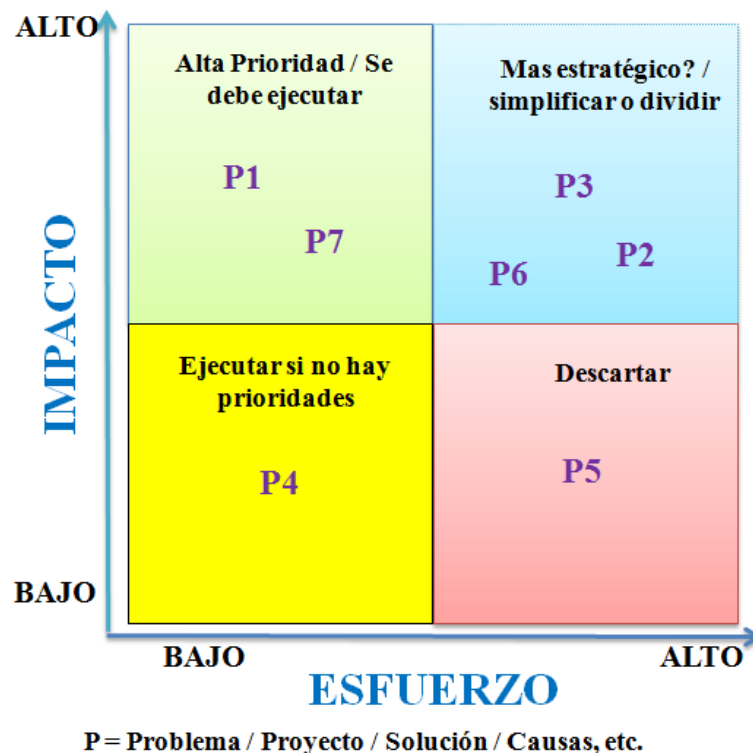 ALTO
Alta Prioridad / Se
debe ejecutar
Mas estratégico? /
simplificar o dividir
P1
P3
P7
P2
P6
IMPACTO
Ejecutar si no hay
prioridades
Descartar
P4
P5
BAJO
BAJO
ALTO
ESFUERZO
P = Problema / Proyecto / Solución / Causas, etc.